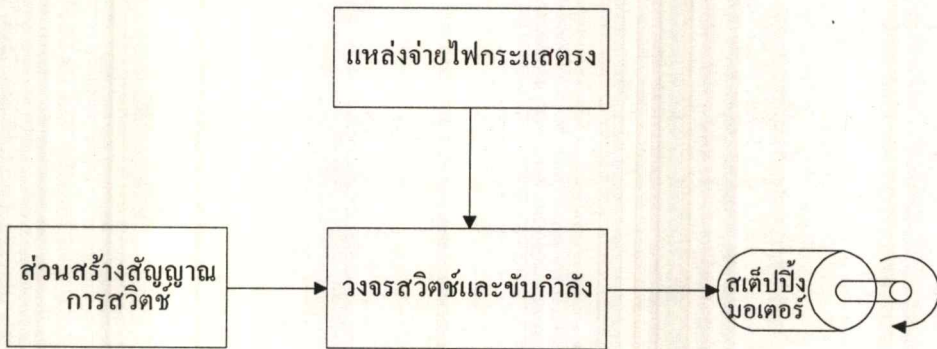 แหล่งจ่ายไฟกระแสตรง
ส่วนสร้างสัญญาณ
การสวิตช์
วงจรสวิตช์และขับกำลัง
สเต็ปปิ้ง
มอเตอร์